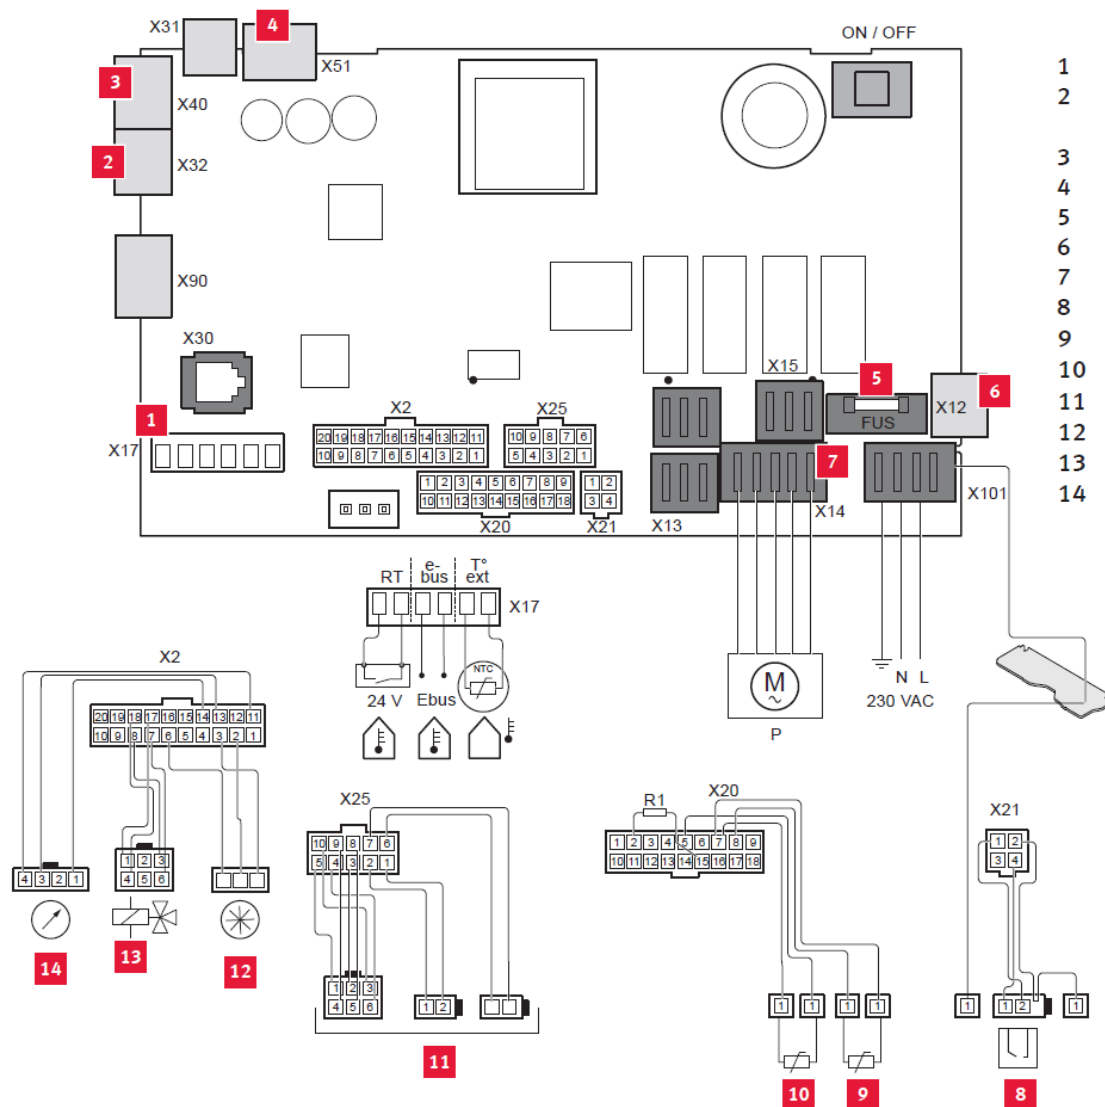 X31
4
X51
ON / OFF
3
X40
2
X32
X90
X30
1
X17
X2
20 19 18 17 16 15 14 13 12 11
10 9 8 7 6 5 4 3 2 1
X25
10 9 8 7 6
5 4 3 2 1
1 2 3 4 5 6 7 8 9
10 11 12 13 14 15 16 17 18
X20
1 2
3 4
X21
X15
5
FUS
X12
6
7
X13
X14
X101
1
2
3
4
5
6
7
8
9
10
11
12
13
14
RT
e-
bus
T°
ext
X17
NTC
24 V
Ebus
M
~
P
N L
230 VAC
X2
20 19 18 17 16 15 14 13 12 11
10 9 8 7 6 5 4 3 2 1
4 3 2 1
1 2 3
4 5 6
14
13
12
X25
10 9 8 7 6
5 4 3 2 1
1 2 3
4 5 6
1 2
11
R1
X20
1 2 3 4 5 6 7 8 9
10 11 12 13 14 15 16 17 18
1
1
1
1
10
9
X21
1 2
3 4
1
1 2
1
8